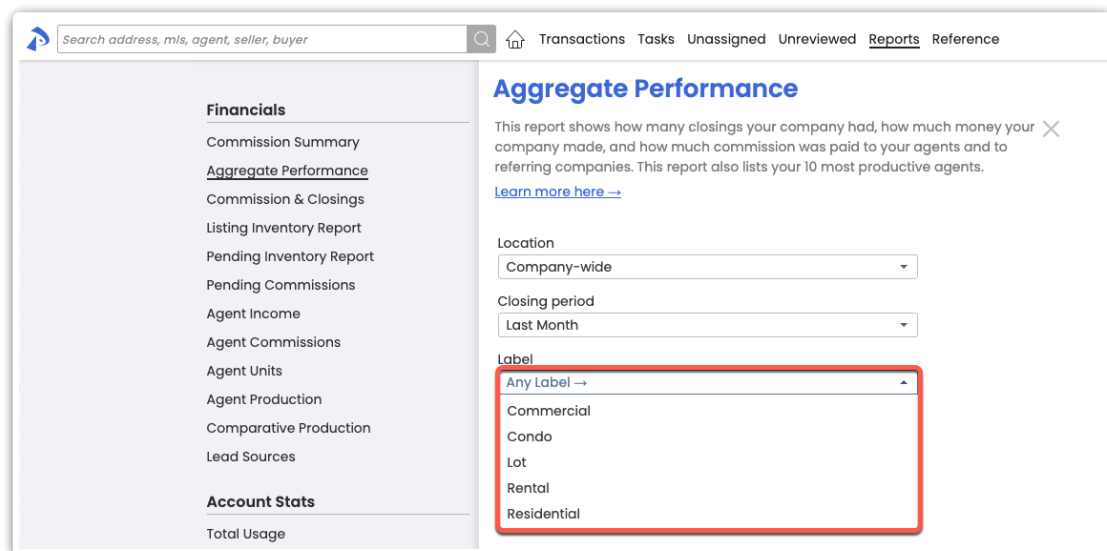 Search address, mls, agent, seller, buyer
Transactions Tasks Unassigned Unreviewed Reports Reference
Financials
Commission Summary
Aggregate Performance
Commission & Closings
Listing Inventory Report
Pending Inventory Report
Pending Commissions
Agent Income
Agent Commissions
Agent Units
Agent Production
Comparative Production
Lead Sources
Account Stats
Total Usage
Aggregate Performance
This report shows how many closings your company had, how much money your
company made, and how much commission was paid to your agents and to
referring companies. This report also lists your 10 most productive agents.
Learn more here →
Location
Company-wide
Closing period
Last Month
Label
Any Label →
Commercial
Condo
Lot
Rental
Residential